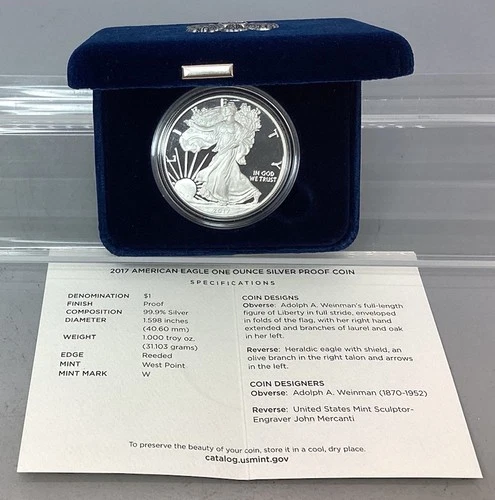 LIBERTY
IN GOD
WE TRUST
2017
2017 AMERICAN EAGLE ONE OUNCE SILVER PROOF COIN
SPECIFICATIONS
DENOMINATION $1
FINISH Proof
COMPOSITION 99.9% Silver
DIAMETER 1.598 inches
(40.60 mm)
WEIGHT 1.000 troy oz.
(31.103 grams)
EDGE Reeded
MINT West Point
MINT MARK W
COIN DESIGNS
Obverse: Adolph A. Weinman's full-length
figure of Liberty in full stride, enveloped
in folds of the flag, with her right hand
extended and branches of laurel and oak
in her left.
Reverse: Heraldic eagle with shield, an
olive branch in the right talon and arrows
in the left.
COIN DESIGNERS
Obverse: Adolph A. Weinman (1870-1952)
Reverse: United States Mint Sculptor-
Engraver John Mercanti
To preserve the beauty of your coin, store it in a cool, dry place.
catalog.usmint.gov